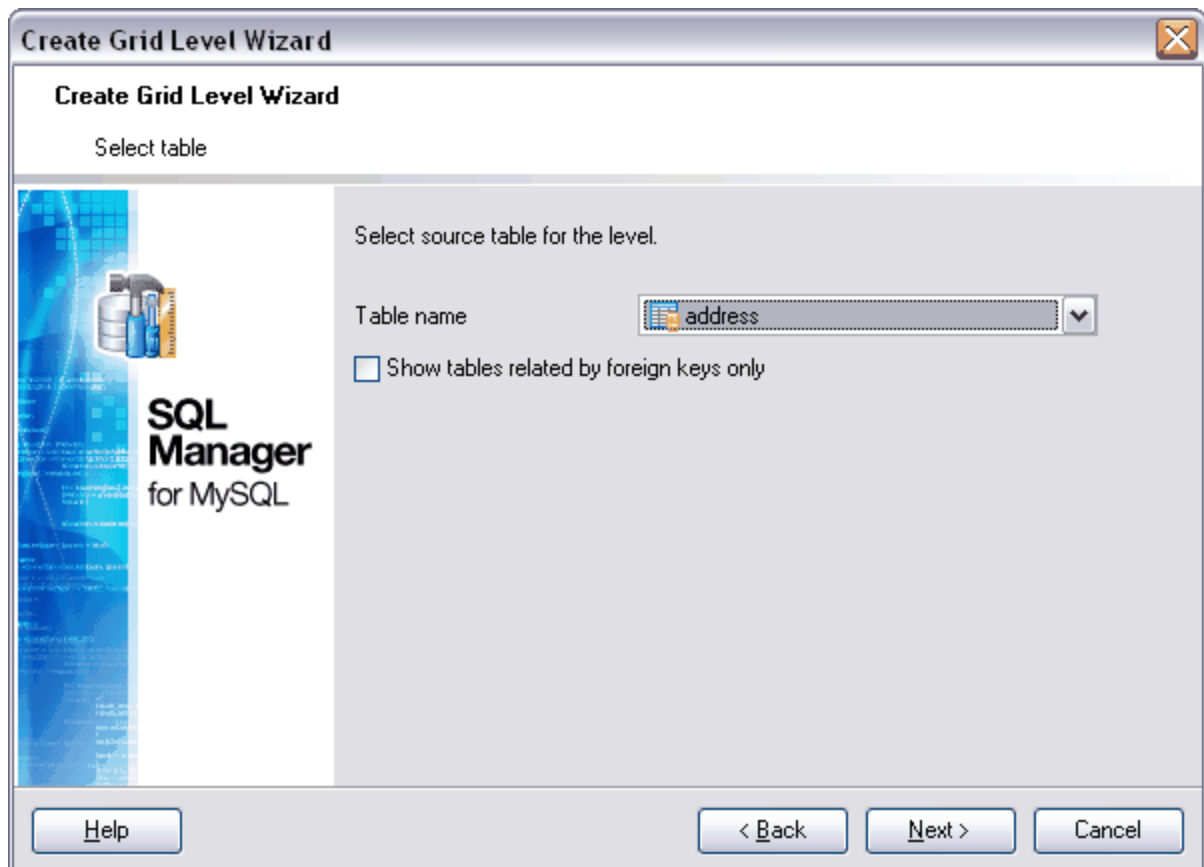 Create Grid Level Wizard
Create Grid Level Wizard
Select table
SQL
Manager
for MySQL
Select source table for the level.
Table name
address
Show tables related by foreign keys only
Help
< Back
Next >
Cancel